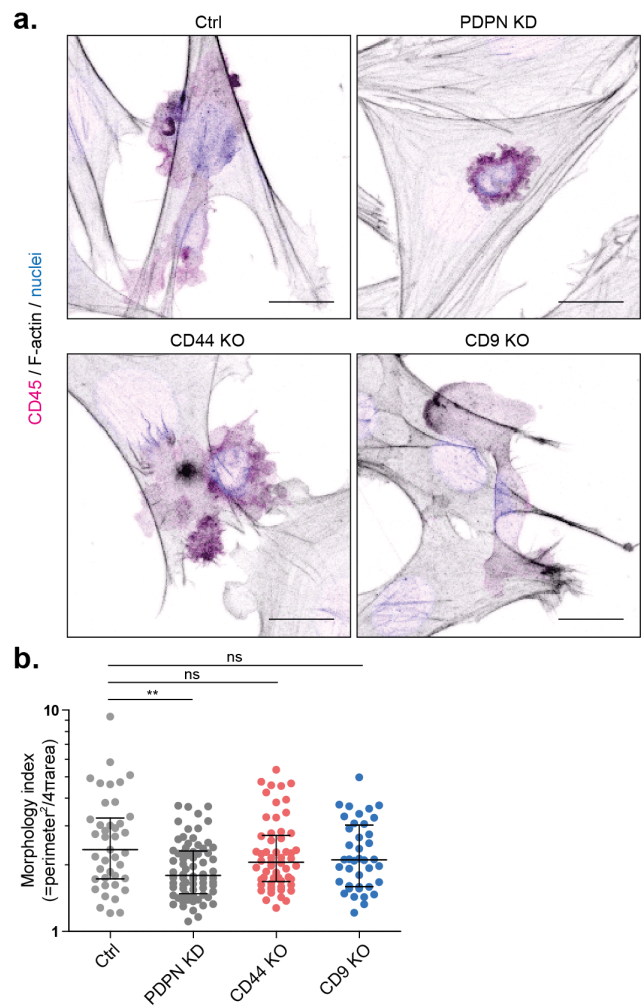 a.
Ctrl
PDPN KD
CD45 / F-actin / nuclei
CD44 KO
CD9 KO
b.
ns
ns
**
10
1
Morphology index
(=perimeter²/4πarea)
Ctrl
PDPN KD
CD44 KO
CD9 KO